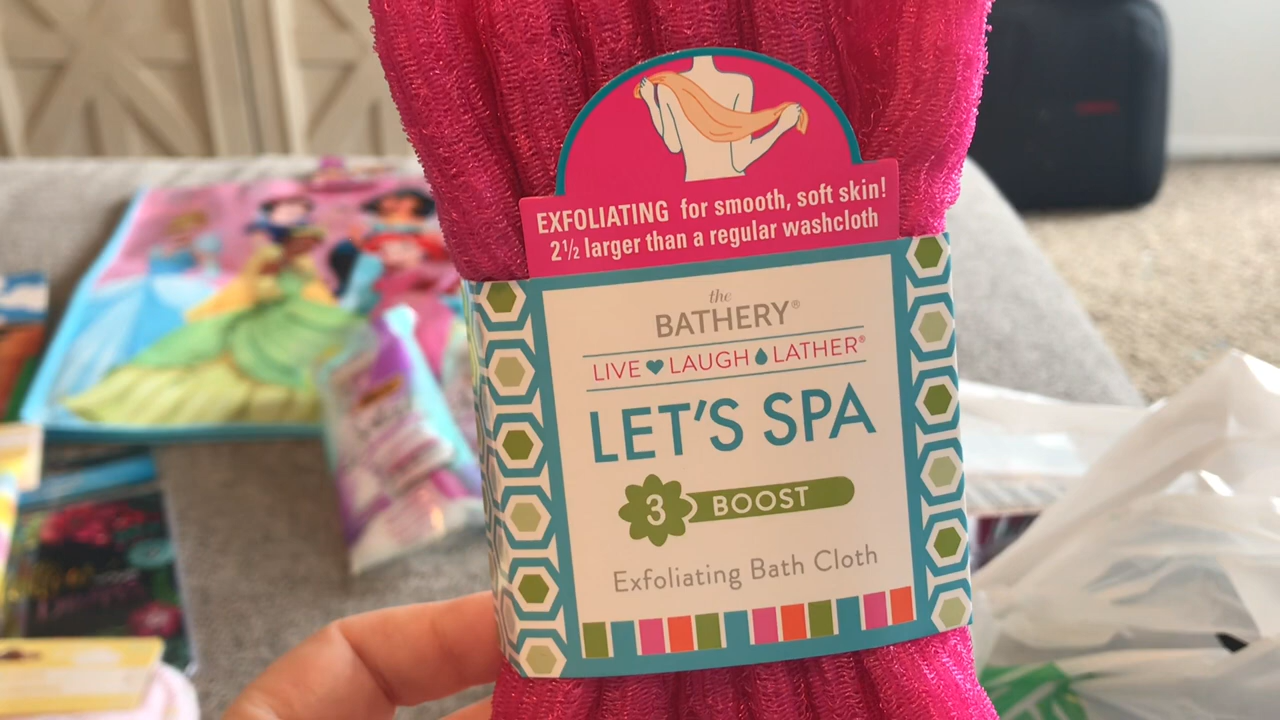 EXFOLIATING for smooth, soft skin!
2½ larger than a regular washcloth
the
BATHERY®
LIVE LAUGH LATHER®
LET'S SPA
3 BOOST
Exfoliating Bath Cloth